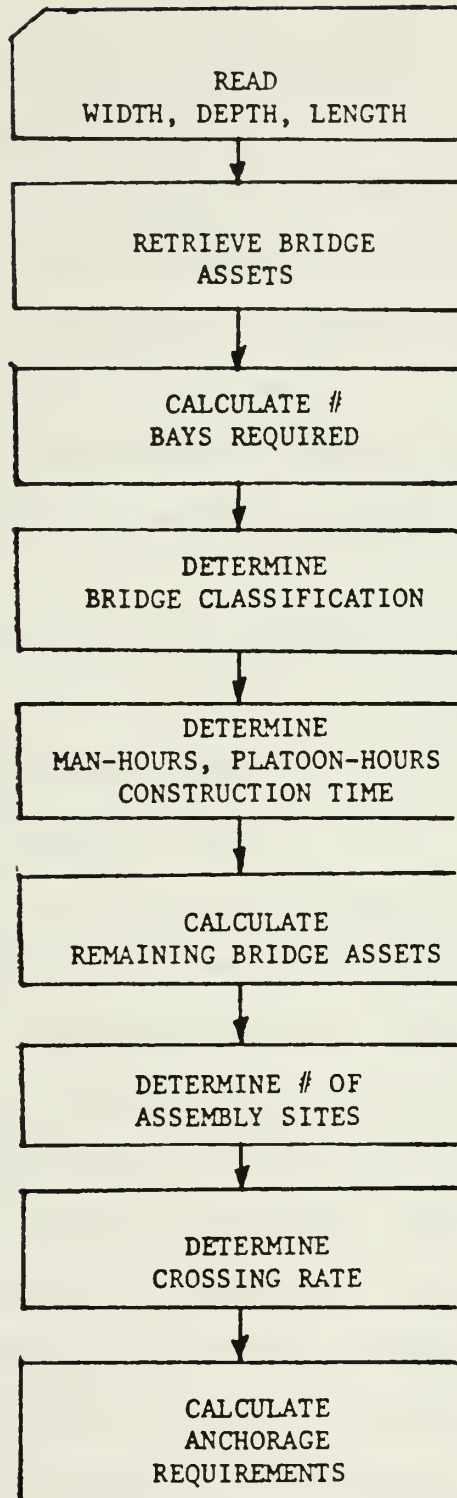 READ
WIDTH, DEPTH, LENGTH
RETRIEVE BRIDGE
ASSETS
CALCULATE #
BAYS REQUIRED
DETERMINE
BRIDGE CLASSIFICATION
DETERMINE
MAN-HOURS, PLATOON-HOURS
CONSTRUCTION TIME
CALCULATE
REMAINING BRIDGE ASSETS
DETERMINE # OF
ASSEMBLY SITES
DETERMINE
CROSSING RATE
CALCULATE
ANCHORAGE
REQUIREMENTS